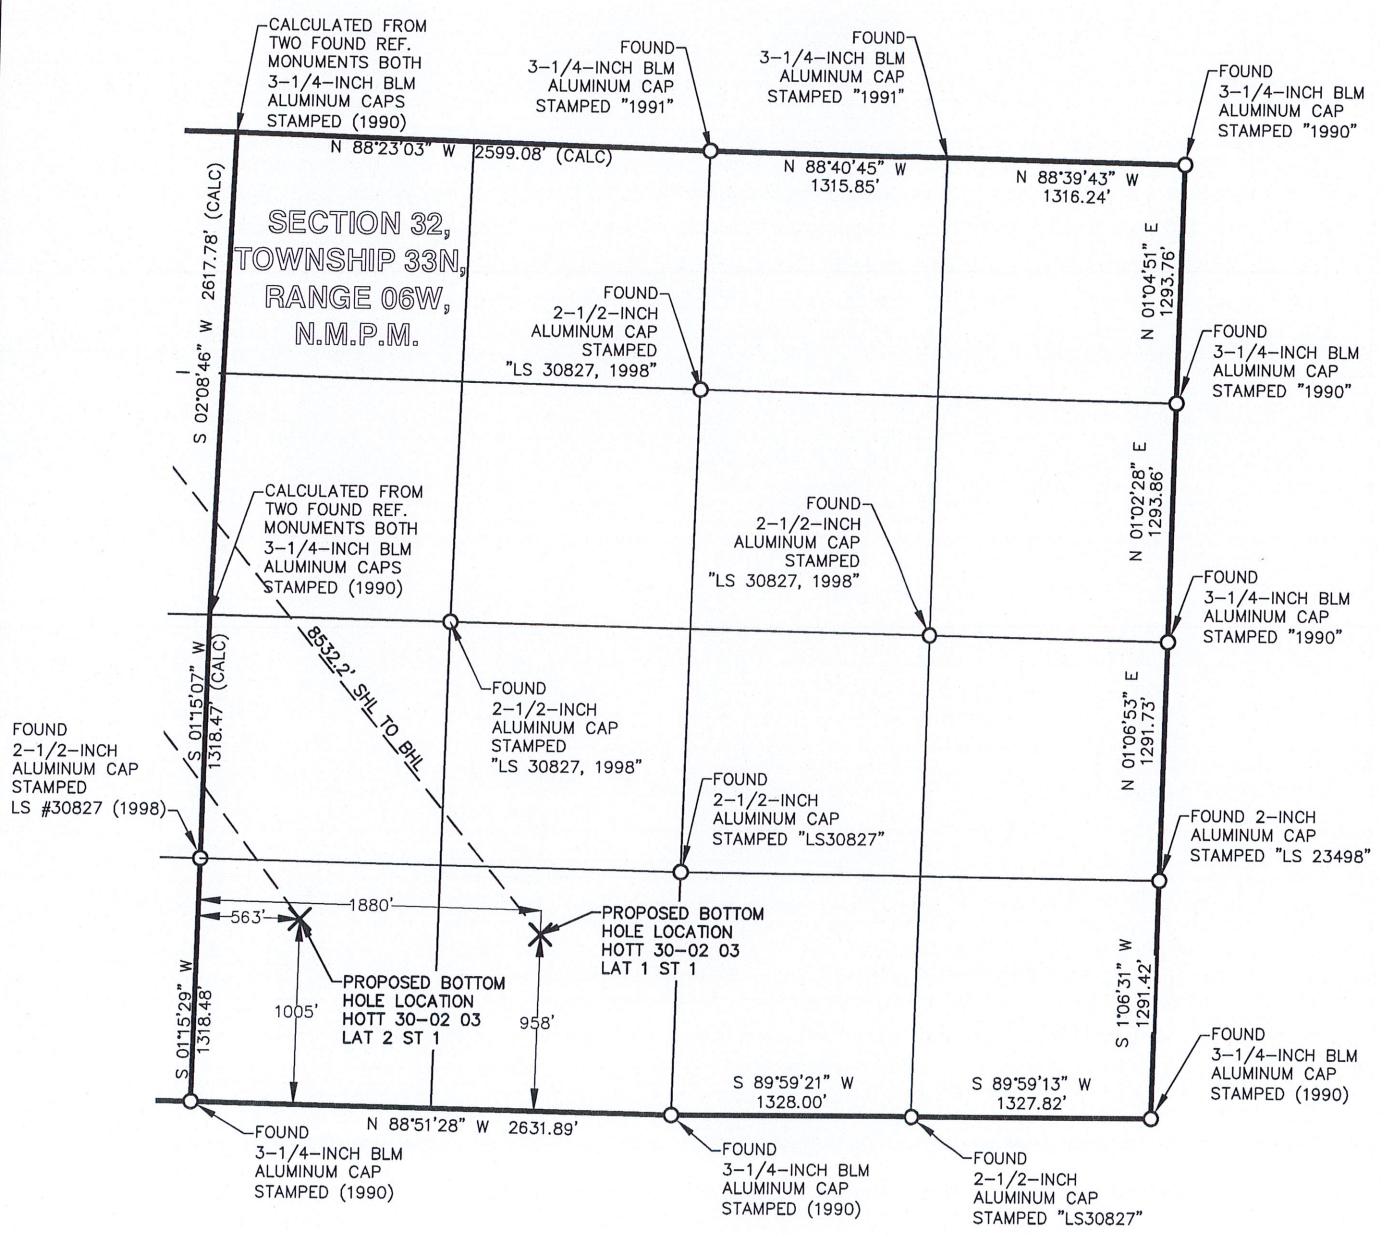 CALCULATED FROM
TWO FOUND REF.
MONUMENTS BOTH
3-1/4-INCH BLM
ALUMINUM CAPS
STAMPED (1990)
FOUND
3-1/4-INCH BLM
ALUMINUM CAP
STAMPED "1991"
FOUND
3-1/4-INCH BLM
ALUMINUM CAP
STAMPED "1991"
FOUND
3-1/4-INCH BLM
ALUMINUM CAP
STAMPED "1990"
N 88°23'03" W 2599.08' (CALC)
N 88°40'45" W
1315.85'
N 88°39'43" W
1316.24'
S 02°08'46" W 2617.78' (CALC)
SECTION 32,
TOWNSHIP 33N,
RANGE 06W,
N.M.P.M.
N 01°04'51" E
1293.76'
FOUND
2-1/2-INCH
ALUMINUM CAP
STAMPED
"LS 30827, 1998"
FOUND
3-1/4-INCH BLM
ALUMINUM CAP
STAMPED "1990"
N 01°02'28" E
1293.86'
CALCULATED FROM
TWO FOUND REF.
MONUMENTS BOTH
3-1/4-INCH BLM
ALUMINUM CAPS
STAMPED (1990)
FOUND
2-1/2-INCH
ALUMINUM CAP
STAMPED
"LS 30827, 1998"
FOUND
3-1/4-INCH BLM
ALUMINUM CAP
STAMPED "1990"
S 01°15'07" W
1318.47' (CALC)
8532.2' SHL TO BHL
FOUND
2-1/2-INCH
ALUMINUM CAP
STAMPED
"LS 30827, 1998"
N 01°06'53" E
1291.73'
FOUND
2-1/2-INCH
ALUMINUM CAP
STAMPED
LS #30827 (1998)
FOUND
2-1/2-INCH
ALUMINUM CAP
STAMPED "LS30827"
FOUND 2-INCH
ALUMINUM CAP
STAMPED "LS 23498"
1880'
563'
PROPOSED BOTTOM
HOLE LOCATION
HOTT 30-02 03
LAT 1 ST 1
PROPOSED BOTTOM
HOLE LOCATION
HOTT 30-02 03
LAT 2 ST 1
1005'
958'
S 01°15'29" W
1318.48'
S 1°06'31" W
1291.42'
S 89°59'21" W
1328.00'
S 89°59'13" W
1327.82'
FOUND
3-1/4-INCH BLM
ALUMINUM CAP
STAMPED (1990)
N 88°51'28" W 2631.89'
FOUND
3-1/4-INCH BLM
ALUMINUM CAP
STAMPED (1990)
FOUND
3-1/4-INCH BLM
ALUMINUM CAP
STAMPED (1990)
FOUND
2-1/2-INCH
ALUMINUM CAP
STAMPED "LS30827"